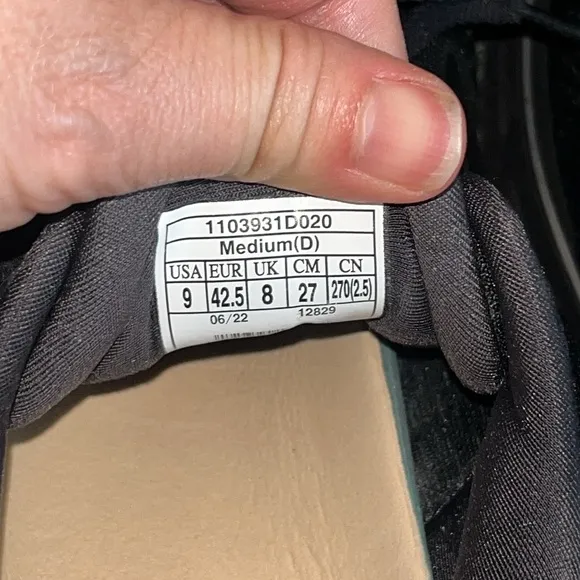 1103931D020
Medium(D)
USA EUR UK CM CN
9 42.5 8 27 270(2.5)
06/22 12829